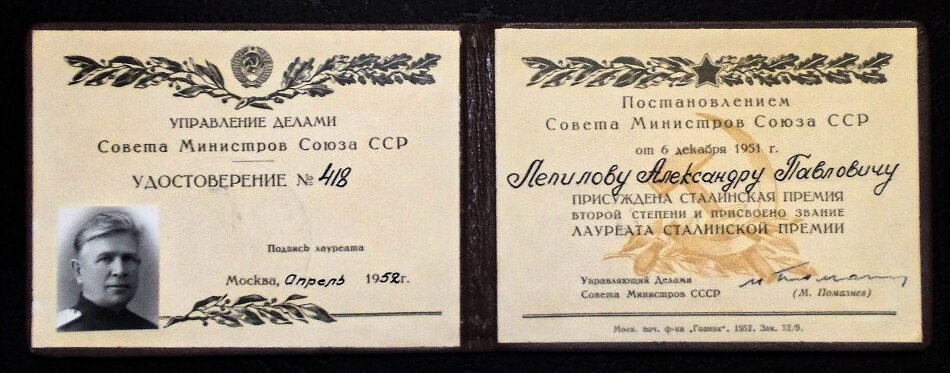 УПРАВЛЕНИЕ ДЕЛАМИ
Совета Министров Союза ССР
УДОСТОВЕРЕНИЕ № 418
Подпись лауреата
Москва, Апрель 1952г.
Постановлением
Совета Министров Союза ССР
от 6 декабря 1951 г.
Лепилову Александру Павловичу
ПРИСУЖДЕНА СТАЛИНСКАЯ ПРЕМИЯ
ВТОРОЙ СТЕПЕНИ И ПРИСВОЕНО ЗВАНИЕ
ЛАУРЕАТА СТАЛИНСКОЙ ПРЕМИИ
Управляющий Делами
Совета Министров СССР (М. Помазнев)
Моск. печ. ф-ка „Гознак". 1952. Зак. 52/9.